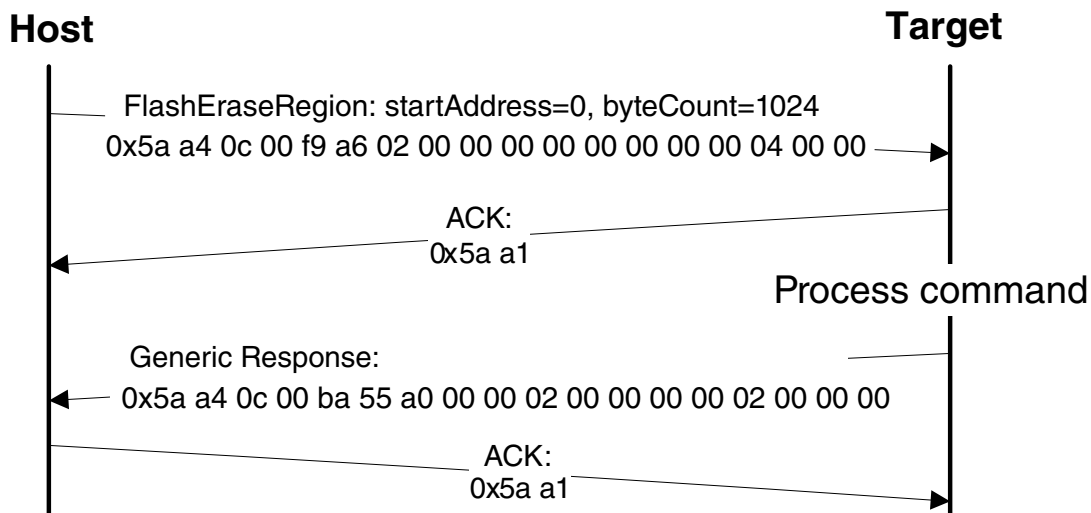 Host
Target
FlashEraseRegion: startAddress=0, byteCount=1024
0x5a a4 0c 00 f9 a6 02 00 00 00 00 00 00 00 00 04 00 00
ACK:
0x5a a1
Process command
Generic Response:
0x5a a4 0c 00 ba 55 a0 00 00 02 00 00 00 00 02 00 00 00
ACK:
0x5a a1